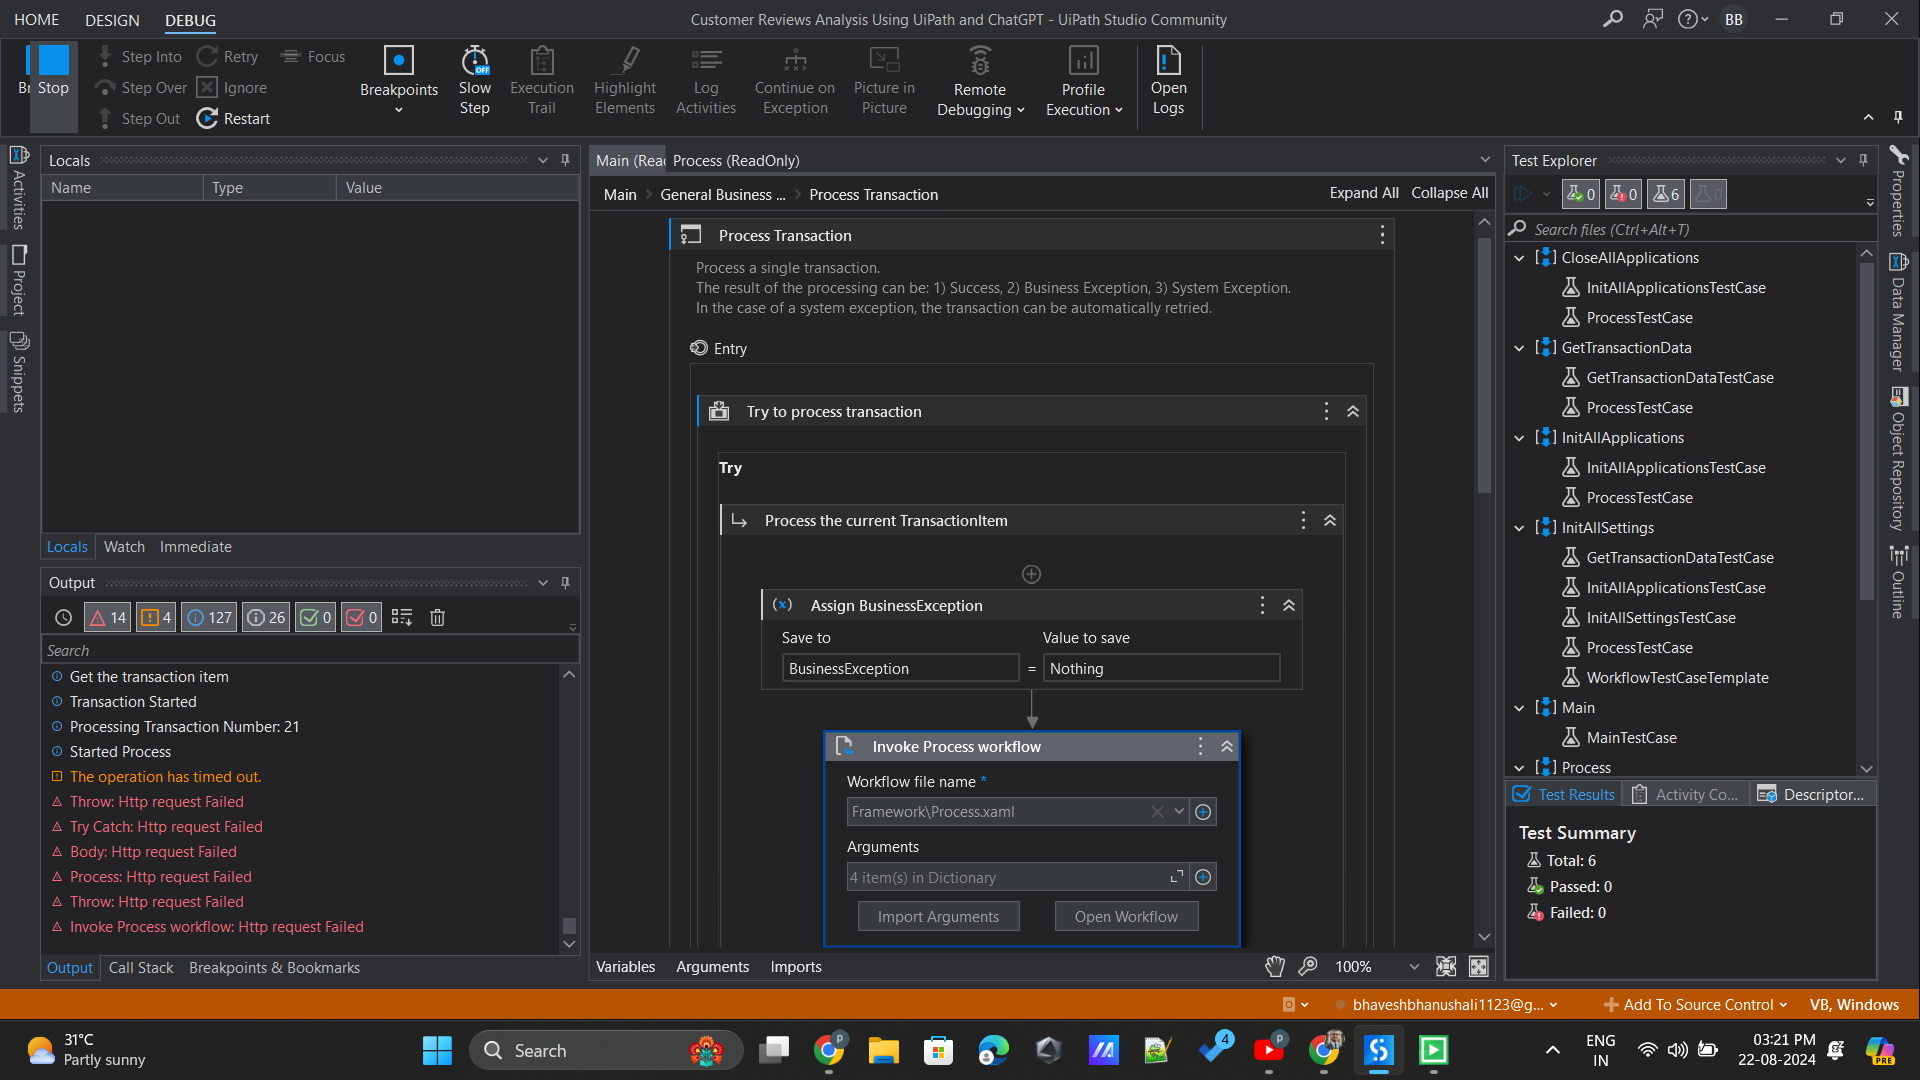 HOME DESIGN DEBUG
Customer Reviews Analysis Using UiPath and ChatGPT - UiPath Studio Community
BB
Stop
Step Into
Step Over
Step Out
Retry
Ignore
Restart
Focus
Breakpoints
Slow Step
OFF
Execution Trail
Highlight Elements
Log Activities
Continue on Exception
Picture in Picture
Remote Debugging
Profile Execution
Open Logs
Activities
Project
Snippets
Locals
Name Type Value
Locals Watch Immediate
Output
14 4 127 26 0 0
Search
Get the transaction item
Transaction Started
Processing Transaction Number: 21
Started Process
The operation has timed out.
Throw: Http request Failed
Try Catch: Http request Failed
Body: Http request Failed
Process: Http request Failed
Throw: Http request Failed
Invoke Process workflow: Http request Failed
Output Call Stack Breakpoints & Bookmarks
Main (Rea Process (ReadOnly)
Main General Business ... Process Transaction
Expand All Collapse All
Process Transaction
Process a single transaction.
The result of the processing can be: 1) Success, 2) Business Exception, 3) System Exception.
In the case of a system exception, the transaction can be automatically retried.
Entry
Try to process transaction
Try
Process the current TransactionItem
(x) Assign BusinessException
Save to Value to save
BusinessException = Nothing
Invoke Process workflow
Workflow file name *
Framework\Process.xaml
Arguments
4 item(s) in Dictionary
Import Arguments Open Workflow
Variables Arguments Imports
100%
Test Explorer
0 0 6 0
Search files (Ctrl+Alt+T)
CloseAllApplications
InitAllApplicationsTestCase
ProcessTestCase
GetTransactionData
GetTransactionDataTestCase
ProcessTestCase
InitAllApplications
InitAllApplicationsTestCase
ProcessTestCase
InitAllSettings
GetTransactionDataTestCase
InitAllApplicationsTestCase
InitAllSettingsTestCase
ProcessTestCase
WorkflowTestCaseTemplate
Main
MainTestCase
Process
Test Results Activity Co... Descriptor...
Test Summary
Total: 6
Passed: 0
Failed: 0
Properties
Data Manager
Object Repository
Outline
bhaveshbhanushali1123@g...
Add To Source Control
VB, Windows
31°C
Partly sunny
Search
P
4
P
ENG
IN
03:21 PM
22-08-2024
PRE